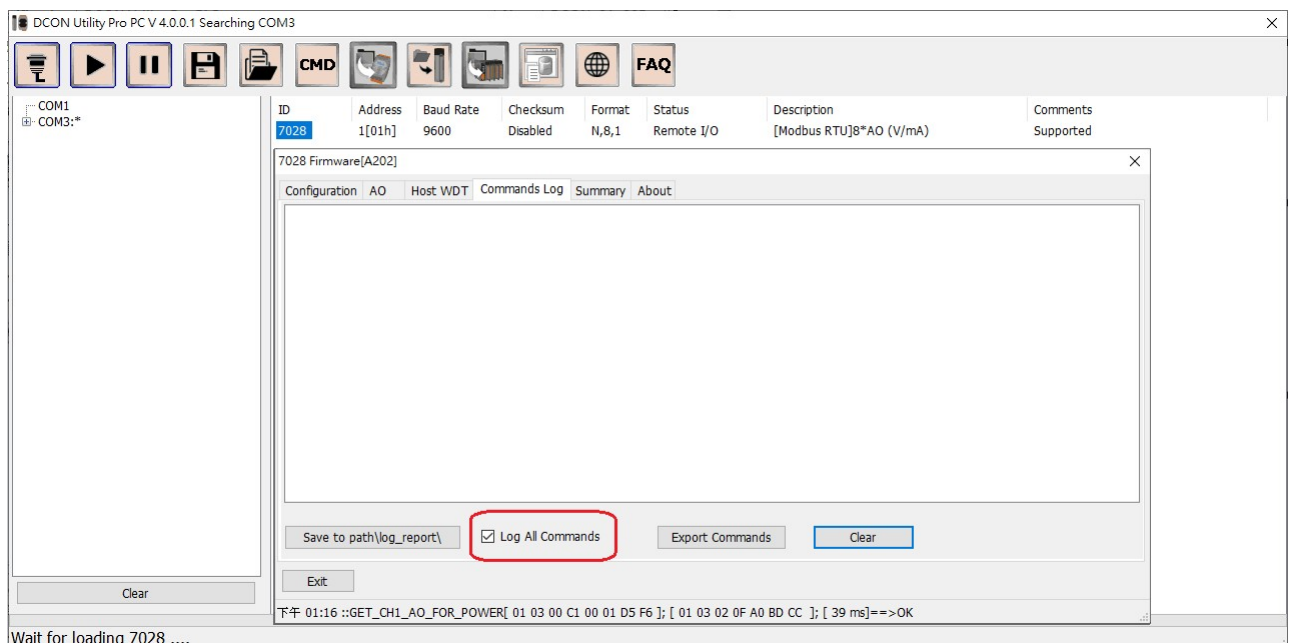 DCON Utility Pro PC V 4.0.0.1 Searching COM3
CMD
FAQ
COM1
COM3:*
ID Address Baud Rate Checksum Format Status Description Comments
7028 1[01h] 9600 Disabled N,8,1 Remote I/O [Modbus RTU]8*AO (V/mA) Supported
7028 Firmware[A202]
Configuration AO Host WDT Commands Log Summary About
Save to path\log_report\ Log All Commands Export Commands Clear
Exit
Clear
下午 01:16 ::GET_CH1_AO_FOR_POWER[ 01 03 00 C1 00 01 D5 F6 ]; [ 01 03 02 0F A0 BD CC ]; [ 39 ms]==>OK
Wait for loading 7028 ....